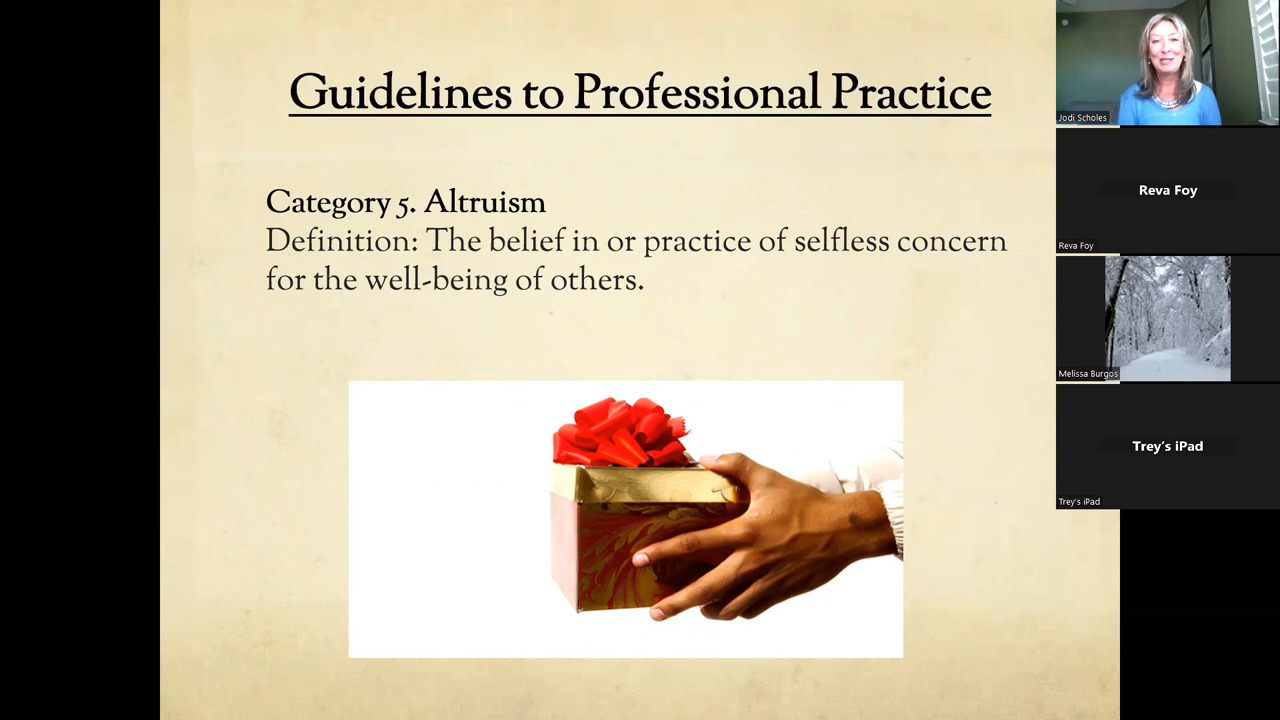 Guidelines to Professional Practice
Category 5. Altruism
Definition: The belief in or practice of selfless concern
for the well-being of others.
Jodi Scholes
Reva Foy
Reva Foy
Melissa Burgos
Trey's iPad
Trey's iPad